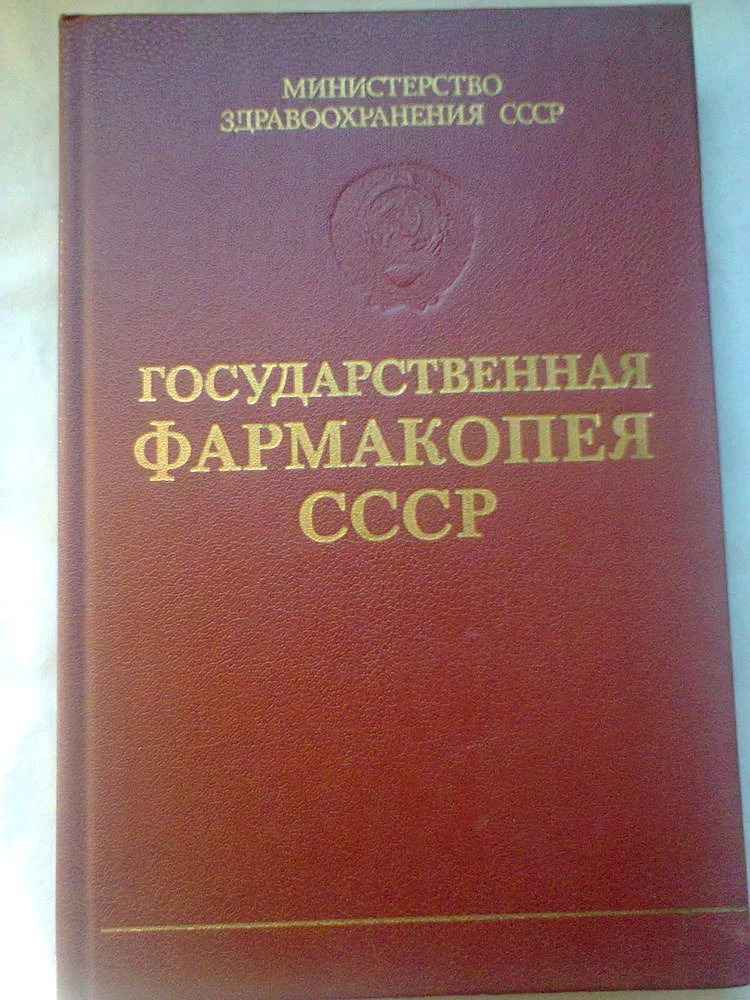 МИНИСТЕРСТВО
ЗДРАВООХРАНЕНИЯ СССР
ГОСУДАРСТВЕННАЯ
ФАРМАКОПЕЯ
СССР